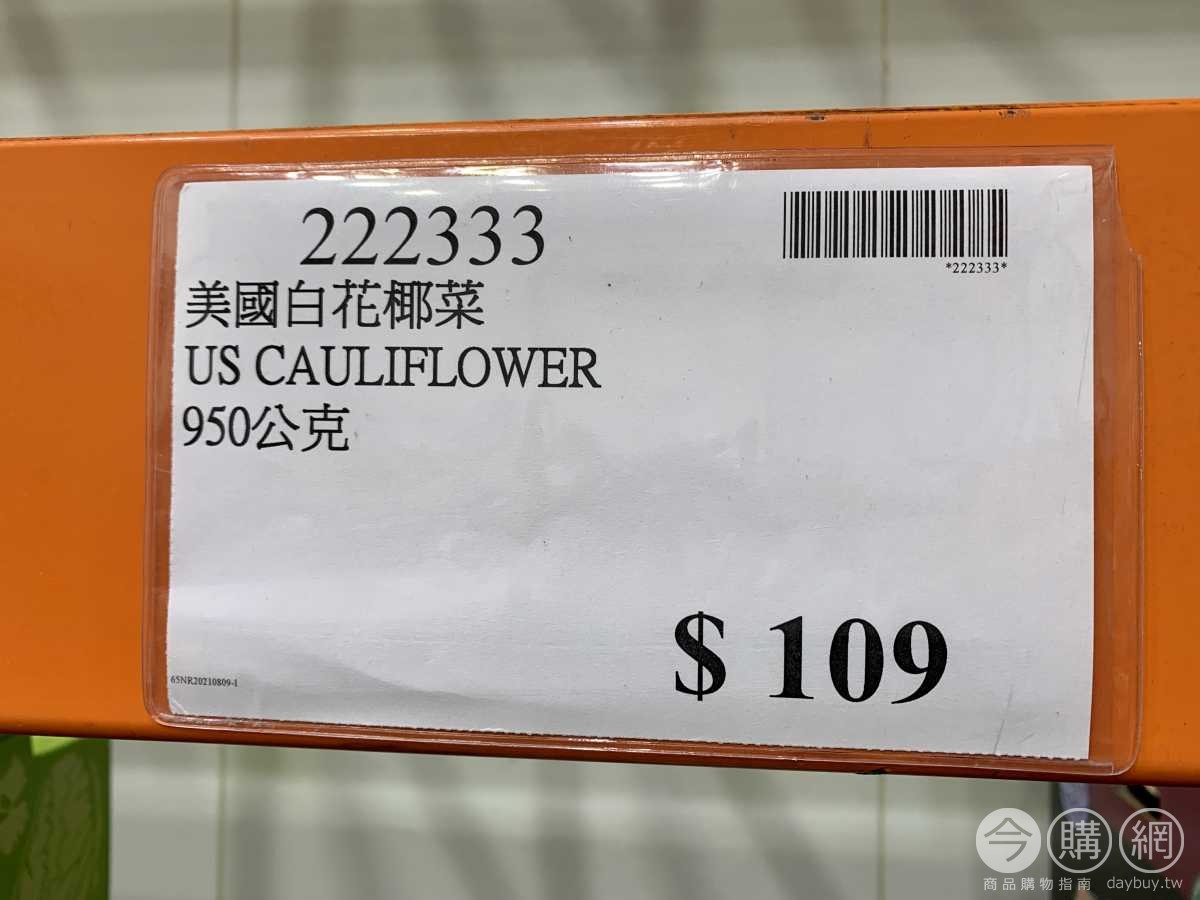 222333
*222333*
美國白花椰菜
US CAULIFLOWER
950公克
$ 109
65NR20210809-1
今購網
商品購物指南 daybuy.tw